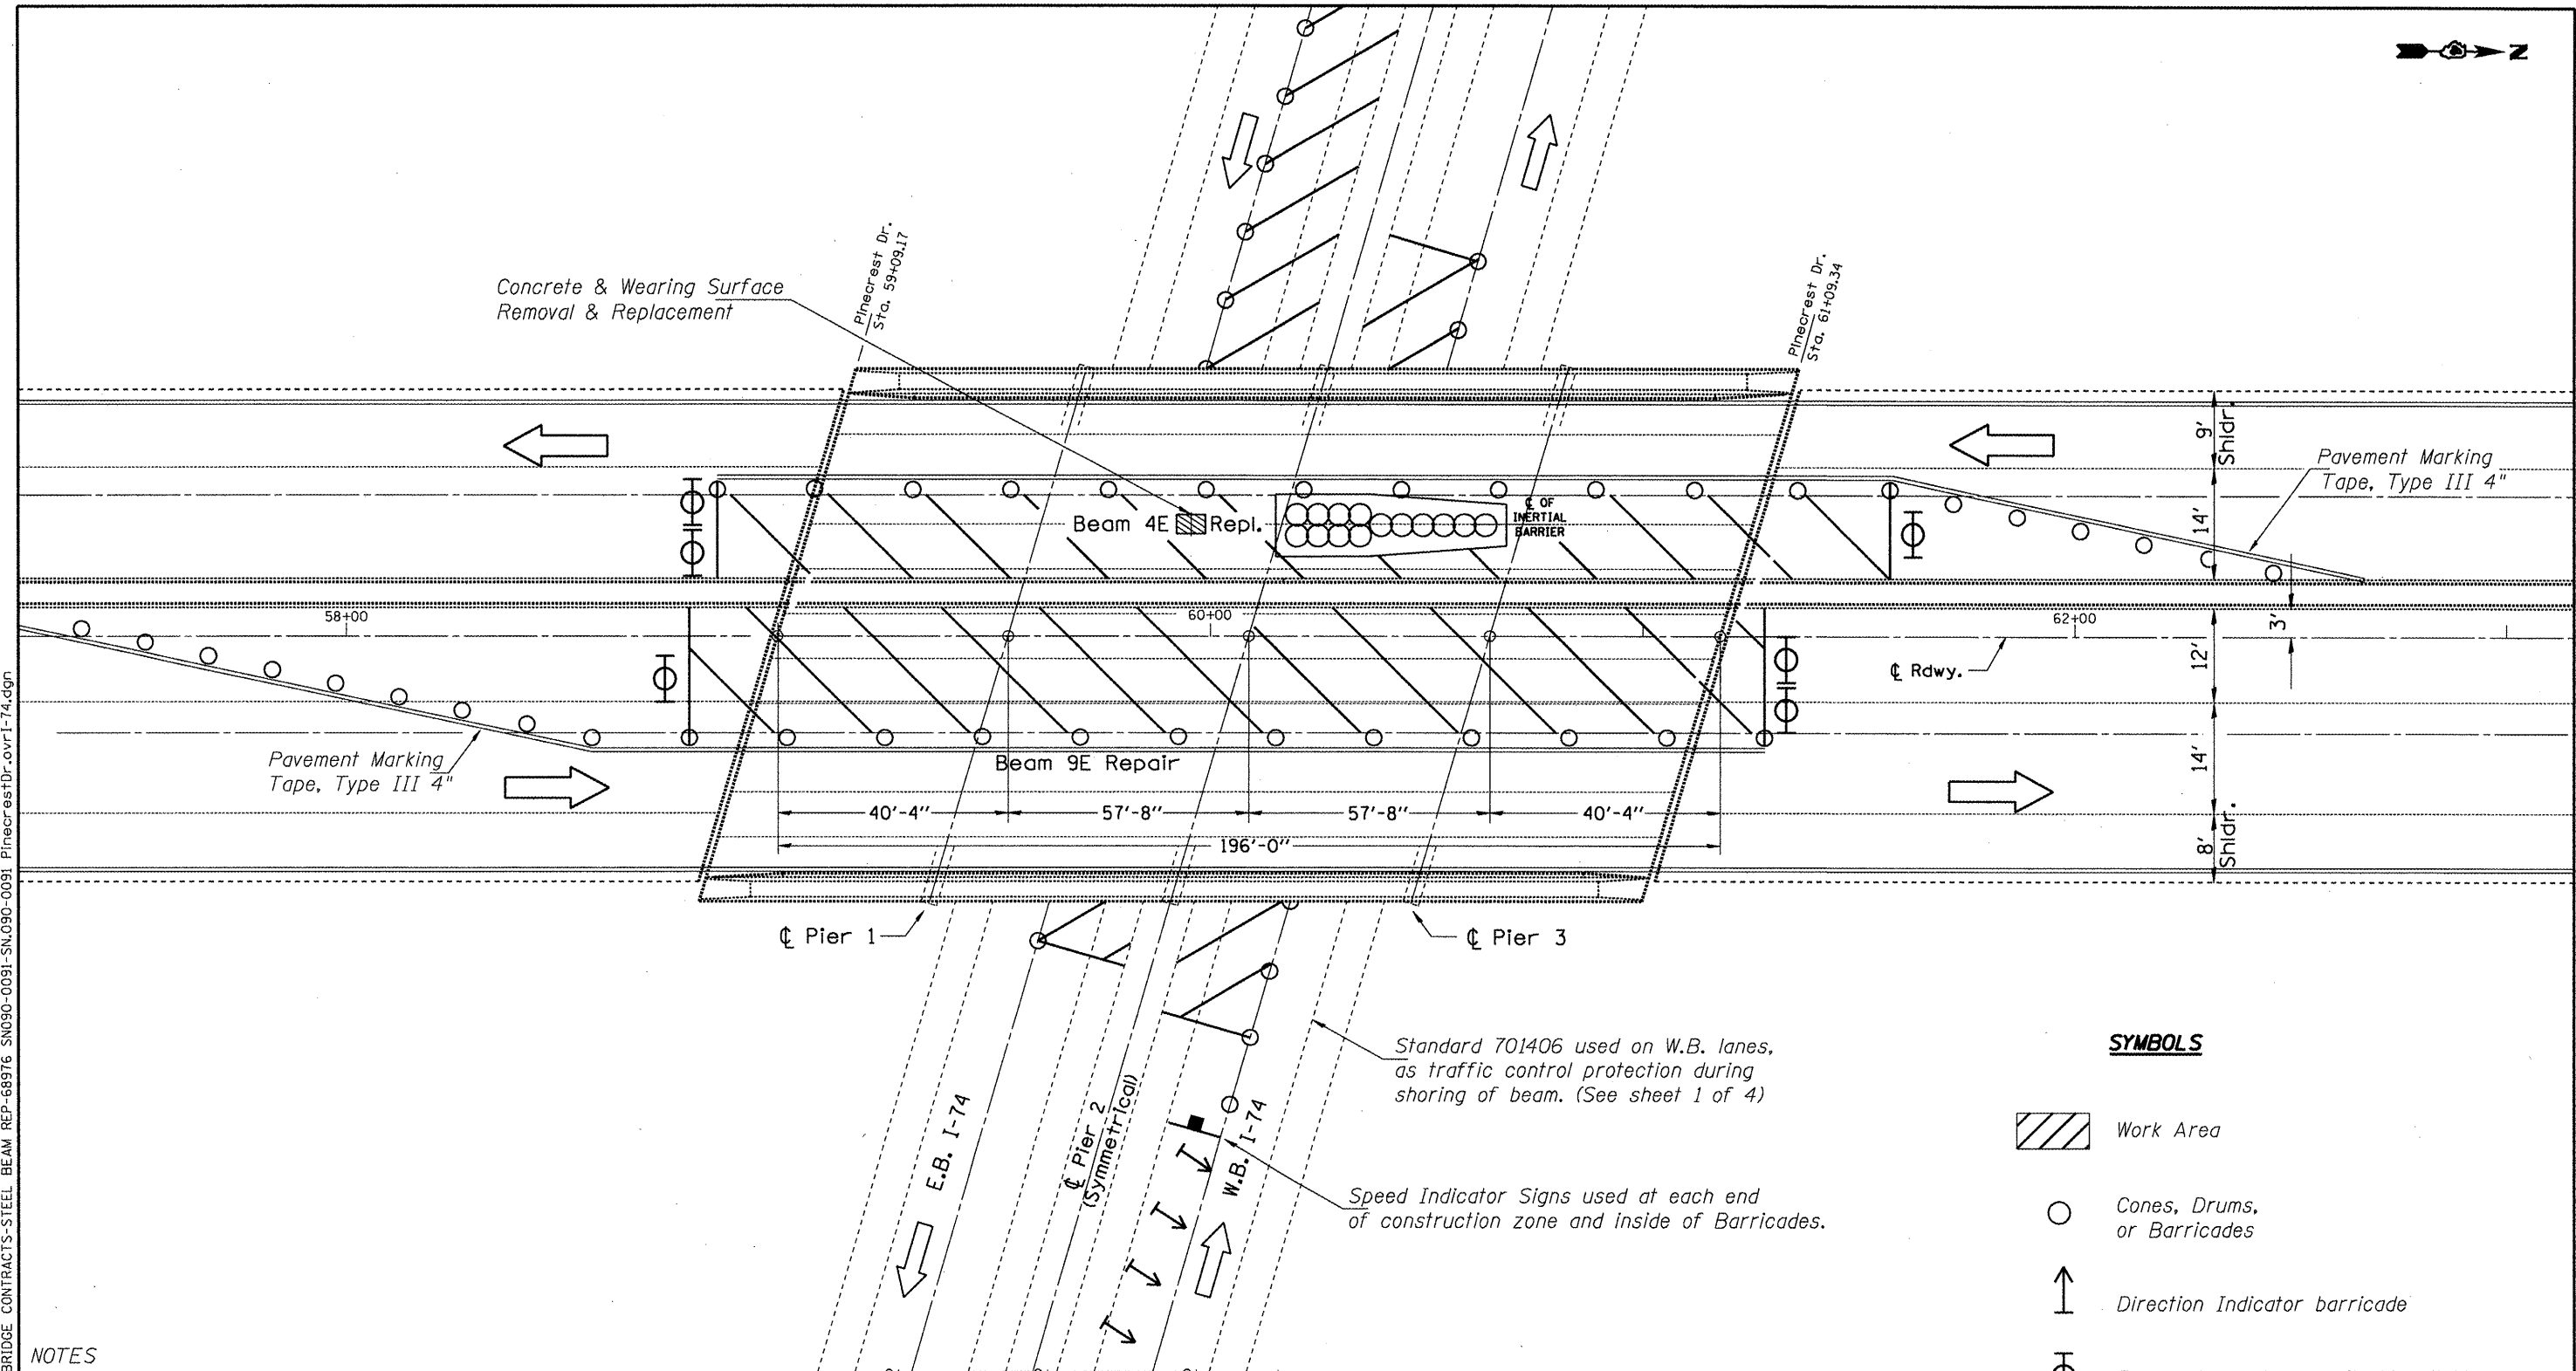 N
Pinecrest Dr.
Sta. 59+09.17
Pinecrest Dr.
Sta. 61+09.34
Concrete & Wearing Surface
Removal & Replacement
9'
Shldr.
Pavement Marking
Tape, Type III 4"
Beam 4E
Repl.
℄ OF
INERTIAL
BARRIER
14'
58+00
60+00
62+00
3'
12'
℄ Rdwy.
Pavement Marking
Tape, Type III 4"
Beam 9E Repair
14'
40'-4"
57'-8"
57'-8"
40'-4"
196'-0"
8'
Shldr.
℄ Pier 1
℄ Pier 3
Standard 701406 used on W.B. lanes,
as traffic control protection during
shoring of beam. (See sheet 1 of 4)
E.B. I-74
℄ Pier 2
(Symmetrical)
W.B. I-74
Speed Indicator Signs used at each end
of construction zone and inside of Barricades.
SYMBOLS
Work Area
Cones, Drums,
or Barricades
Direction Indicator barricade
NOTES
BRIDGE CONTRACTS-STEEL BEAM REP-68976 SN090-0091-SN.090-0091 PinecrestDr.ovrI-74.dgn